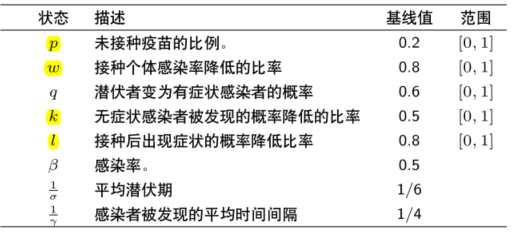 状态 描述 基线值 范围
p 未接种疫苗的比例。 0.2 [0, 1]
w 接种个体感染率降低的比率 0.8 [0, 1]
q 潜伏者变为有症状感染者的概率 0.6 [0, 1]
k 无症状感染者被发现的概率降低的比率 0.5 [0, 1]
l 接种后出现症状的概率降低比率 0.8 [0, 1]
β 感染率。 0.5
1/σ 平均潜伏期 1/6
1/γ 感染者被发现的平均时间间隔 1/4